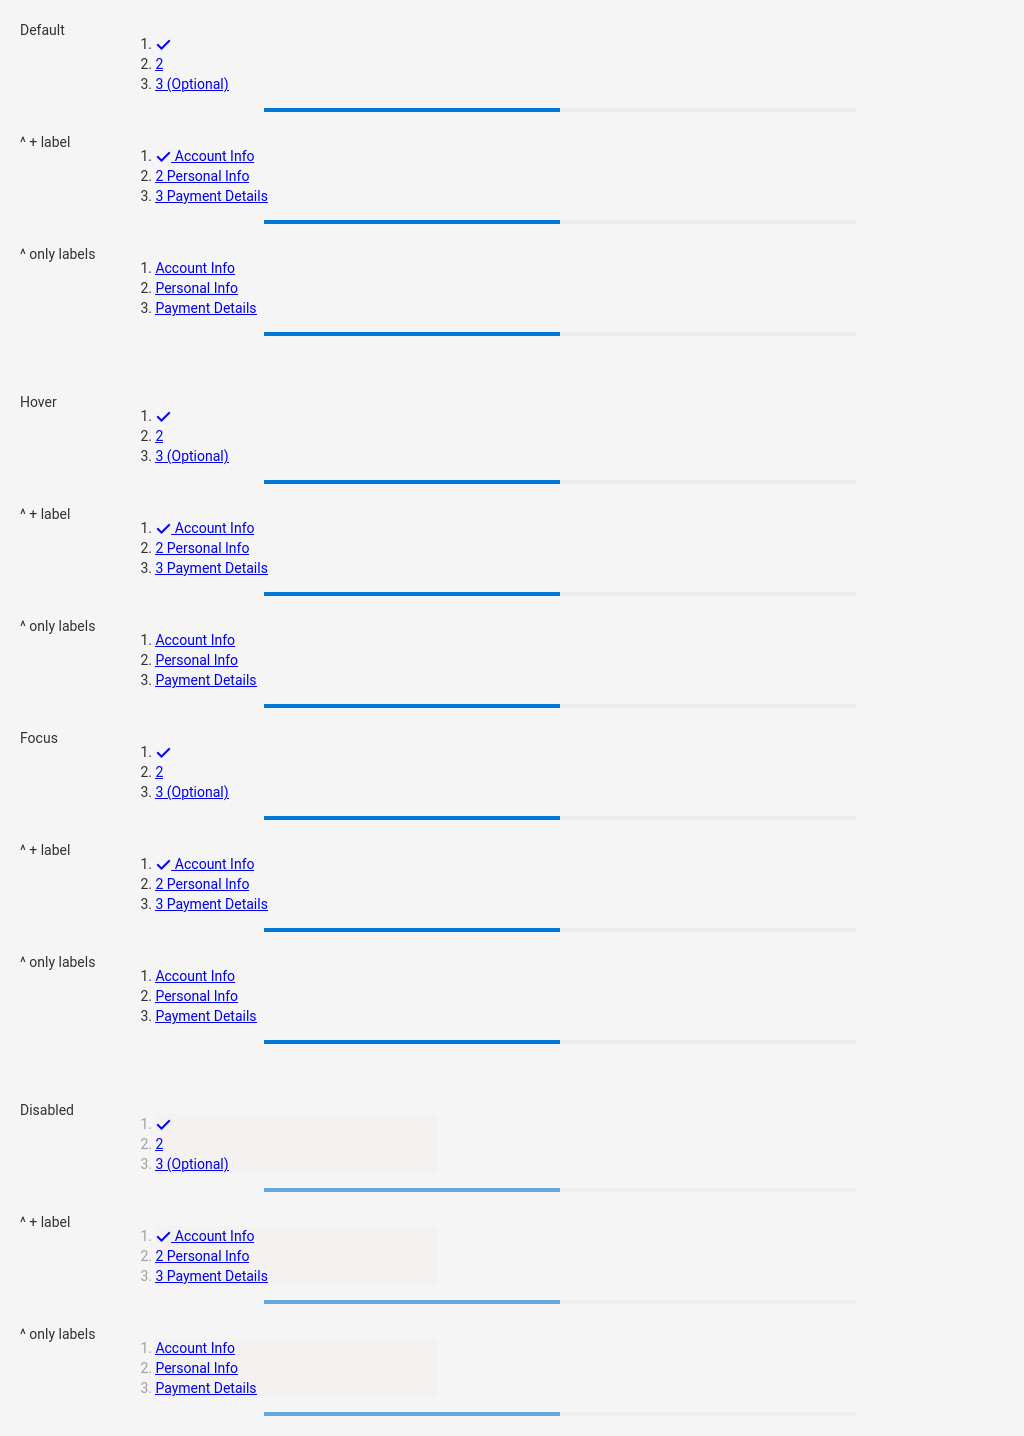 Default
1. ✓
2. 2
3. 3 (Optional)
^ + label
1. ✓ Account Info
2. 2 Personal Info
3. 3 Payment Details
^ only labels
1. Account Info
2. Personal Info
3. Payment Details
Hover
1. ✓
2. 2
3. 3 (Optional)
^ + label
1. ✓ Account Info
2. 2 Personal Info
3. 3 Payment Details
^ only labels
1. Account Info
2. Personal Info
3. Payment Details
Focus
1. ✓
2. 2
3. 3 (Optional)
^ + label
1. ✓ Account Info
2. 2 Personal Info
3. 3 Payment Details
^ only labels
1. Account Info
2. Personal Info
3. Payment Details
Disabled
1. ✓
2. 2
3. 3 (Optional)
^ + label
1. ✓ Account Info
2. 2 Personal Info
3. 3 Payment Details
^ only labels
1. Account Info
2. Personal Info
3. Payment Details